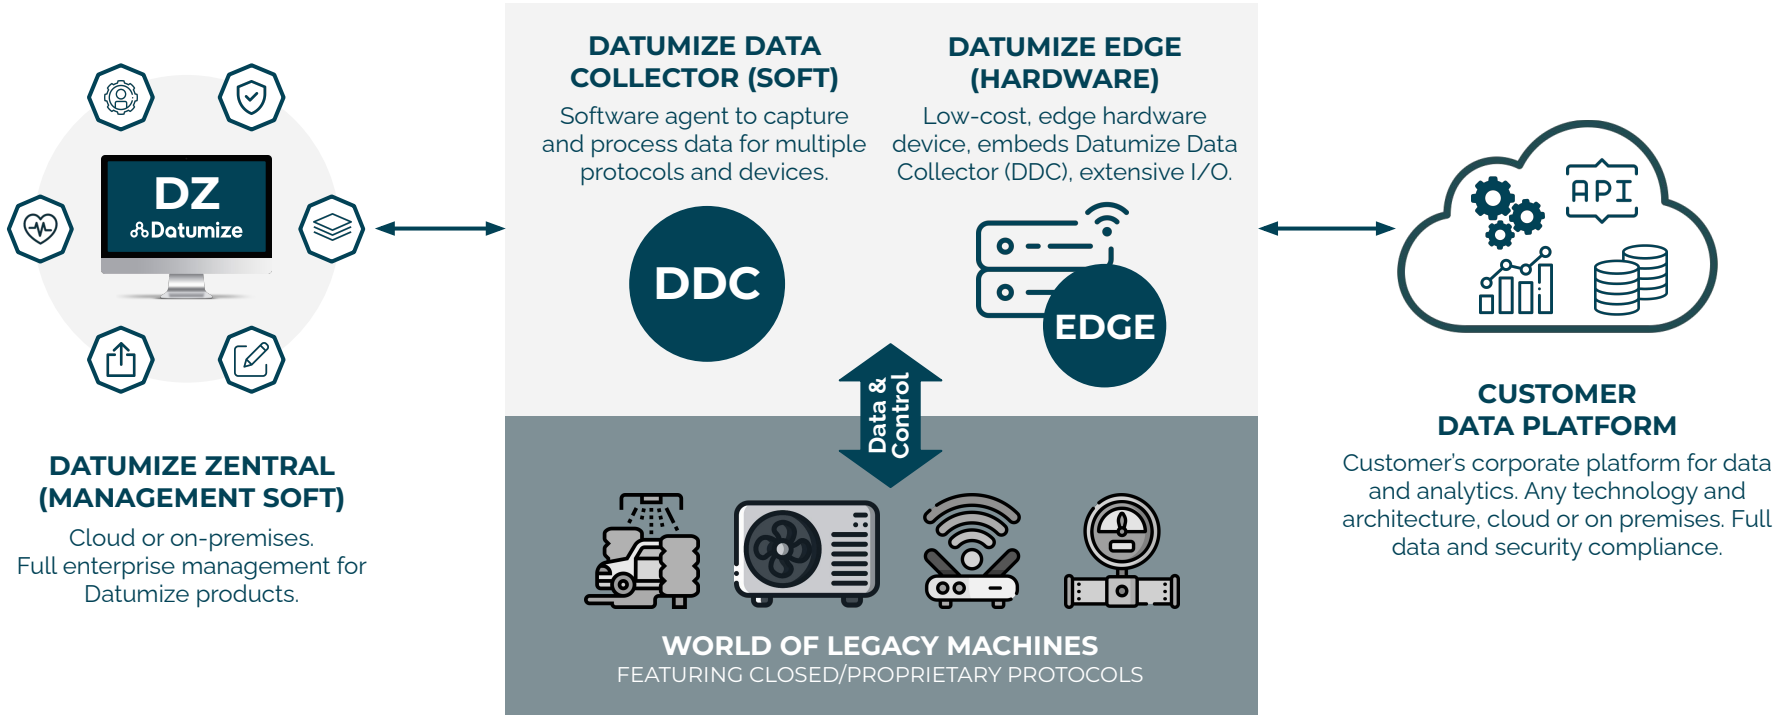 DZ
Datumize
DATUMIZE ZENTRAL
(MANAGEMENT SOFT)
Cloud or on-premises.
Full enterprise management for
Datumize products.
DATUMIZE DATA
COLLECTOR (SOFT)
Software agent to capture
and process data for multiple
protocols and devices.
DDC
DATUMIZE EDGE
(HARDWARE)
Low-cost, edge hardware
device, embeds Datumize Data
Collector (DDC), extensive I/O.
EDGE
Data &
Control
WORLD OF LEGACY MACHINES
FEATURING CLOSED/PROPRIETARY PROTOCOLS
API
CUSTOMER
DATA PLATFORM
Customer's corporate platform for data
and analytics. Any technology and
architecture, cloud or on premises. Full
data and security compliance.